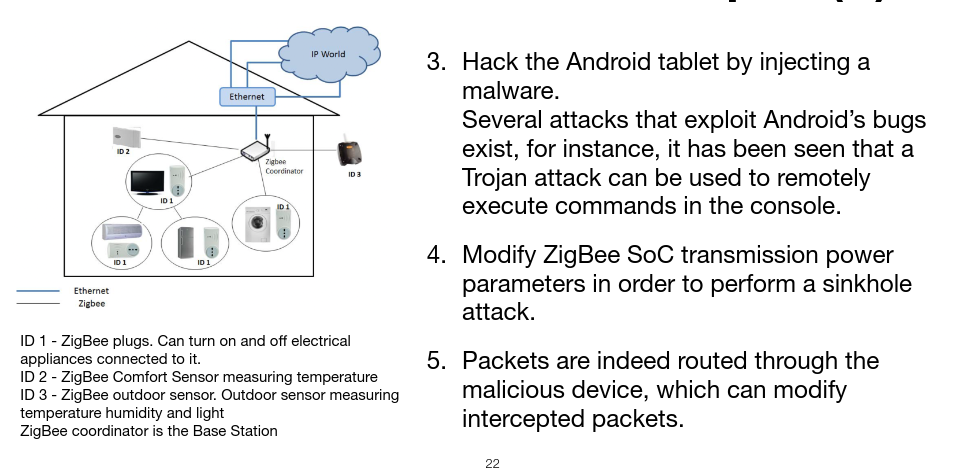 IP World
Ethernet
ID 2
Zigbee
Coordinator
ID 3
ID 1
ID 1
ID 1
ID 1
Ethernet
Zigbee
ID 1 - ZigBee plugs. Can turn on and off electrical
appliances connected to it.
ID 2 - ZigBee Comfort Sensor measuring temperature
ID 3 - ZigBee outdoor sensor. Outdoor sensor measuring
temperature humidity and light
ZigBee coordinator is the Base Station
3. Hack the Android tablet by injecting a
malware.
Several attacks that exploit Android’s bugs
exist, for instance, it has been seen that a
Trojan attack can be used to remotely
execute commands in the console.
4. Modify ZigBee SoC transmission power
parameters in order to perform a sinkhole
attack.
5. Packets are indeed routed through the
malicious device, which can modify
intercepted packets.
22